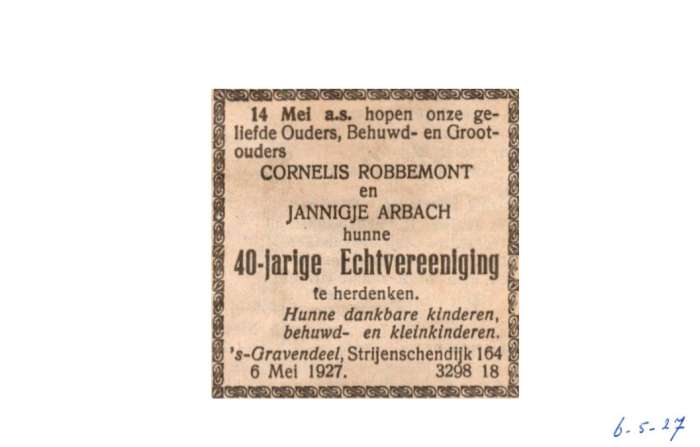 14 Mei a.s. hopen onze ge-
liefde Ouders, Behuwd- en Groot-
ouders
CORNELIS ROBBEMONT
en
JANNIGJE ARBACH
hunne
40-jarige Echtvereeniging
te herdenken.
Hunne dankbare kinderen,
behuwd- en kleinkinderen.
's-Gravendeel, Strijenschendijk 164
6 Mei 1927. 3298 18
6-5-27